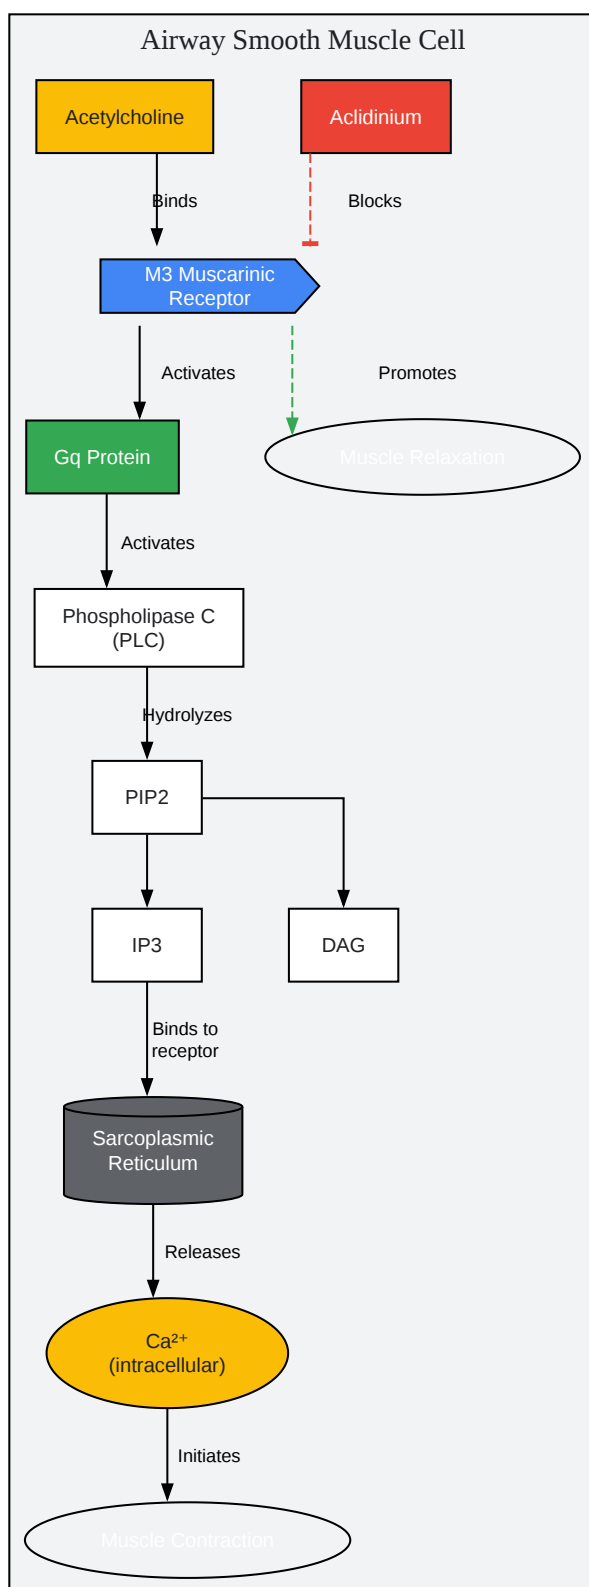 Airway Smooth Muscle Cell
Acetylcholine
Aclidinium
Binds
Blocks
M3 Muscarinic
Receptor
Activates
Promotes
Gq Protein
Muscle Relaxation
Activates
Phospholipase C
(PLC)
Hydrolyzes
PIP2
IP3
DAG
Binds to
receptor
Sarcoplasmic
Reticulum
Releases
Ca²⁺
(intracellular)
Initiates
Muscle Contraction